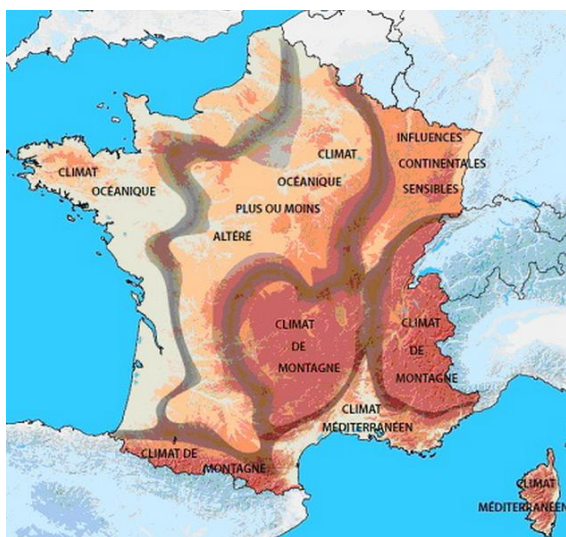 INFLUENCES
CONTINENTALES
SENSIBLES
CLIMAT
OCÉANIQUE
PLUS OU MOINS
ALTÉRÉ
CLIMAT
OCÉANIQUE
CLIMAT
DE
MONTAGNE
CLIMAT
DE
MONTAGNE
CLIMAT
MÉDITERRANÉEN
CLIMAT DE
MONTAGNE
CLIMAT
MÉDITERRANÉEN